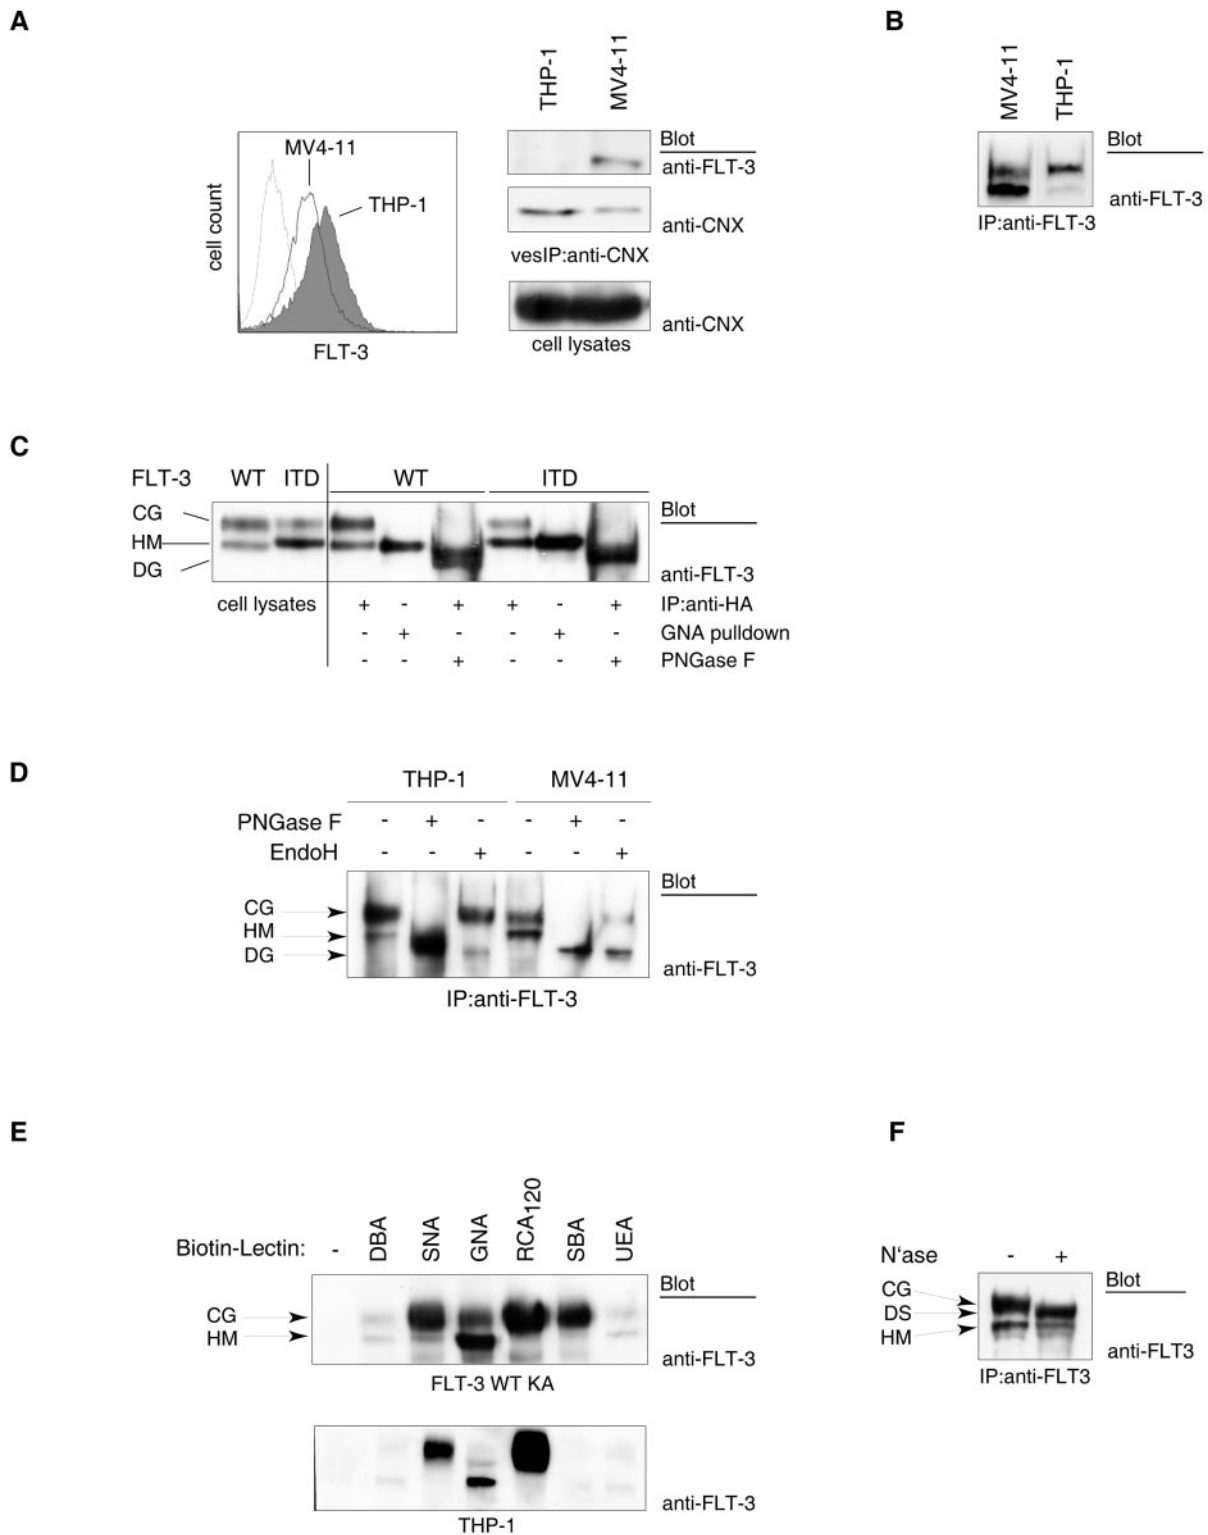 A
B
THP-1
MV4-11
MV4-11
THP-1
MV4-11
THP-1
cell count
FLT-3
Blot
anti-FLT-3
anti-CNX
vesIP:anti-CNX
anti-CNX
cell lysates
Blot
anti-FLT-3
IP:anti-FLT-3
C
FLT-3 WT ITD WT ITD
CG
HM
DG
Blot
anti-FLT-3
cell lysates + - + + - + IP:anti-HA
- + - - + - GNA pulldown
- - + - - + PNGase F
D
THP-1 MV4-11
PNGase F - + - - + -
EndoH - - + - - +
CG
HM
DG
Blot
anti-FLT-3
IP:anti-FLT-3
E
Biotin-Lectin: - DBA SNA GNA RCA120 SBA UEA
CG
HM
Blot
anti-FLT-3
FLT-3 WT KA
anti-FLT-3
THP-1
F
N'ase - +
CG
DS
HM
Blot
anti-FLT3
IP:anti-FLT3